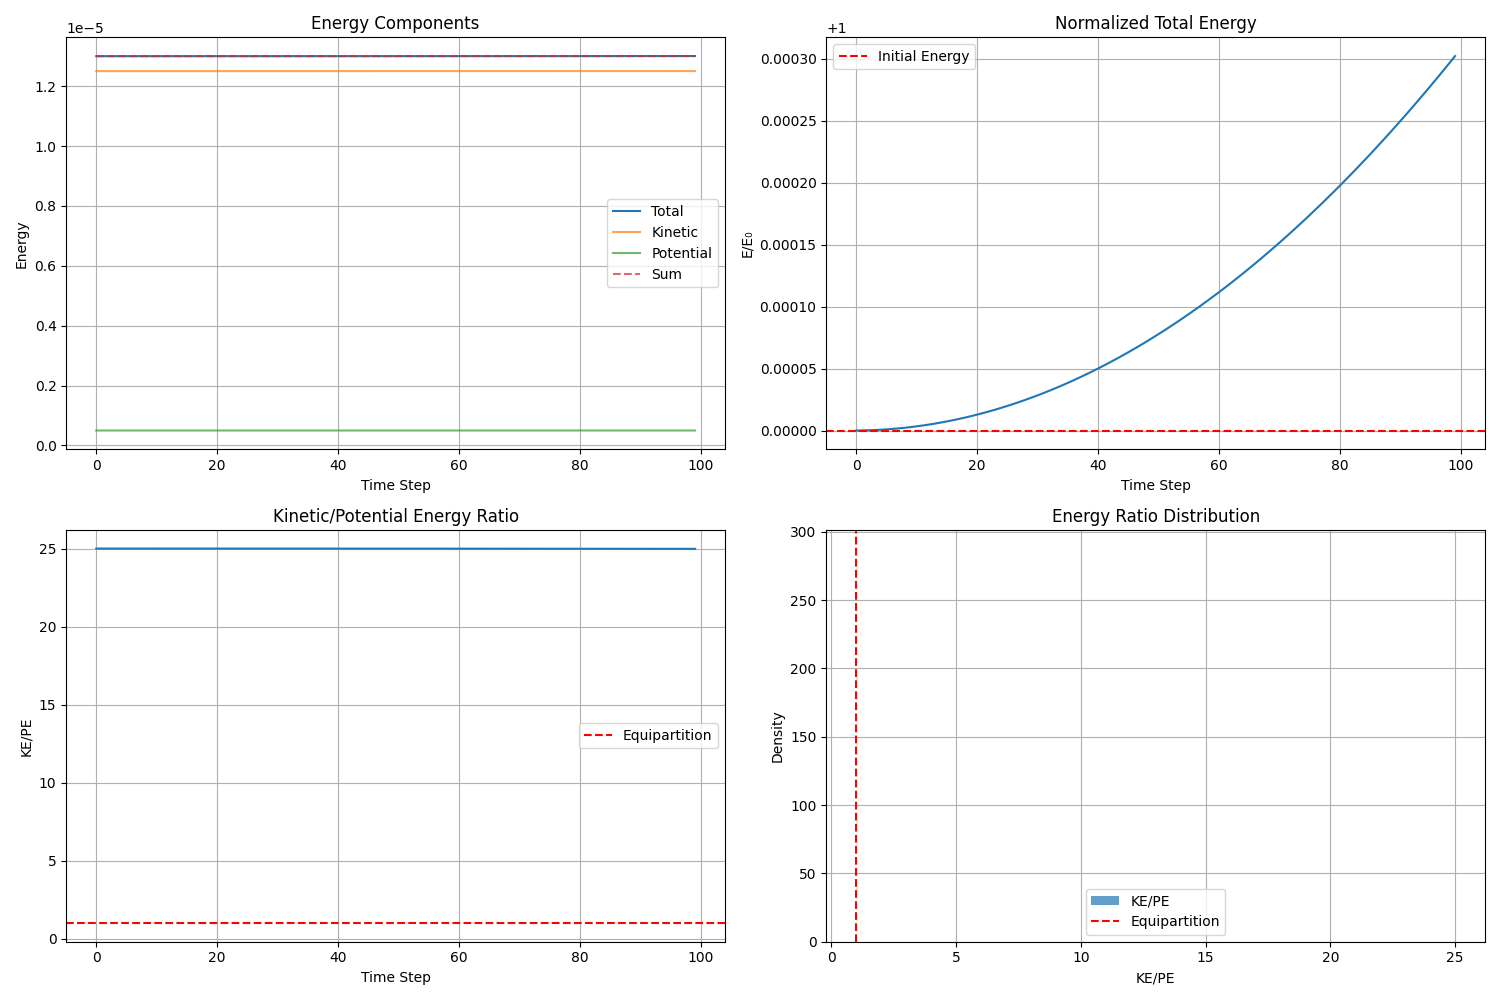 Energy Components
1e−5
1.2
1.0
0.8
0.6
0.4
0.2
0.0
Energy
Total
Kinetic
Potential
Sum
0 20 40 60 80 100
Time Step
Normalized Total Energy
+1
0.00030
0.00025
0.00020
0.00015
0.00010
0.00005
0.00000
E/E₀
Initial Energy
0 20 40 60 80 100
Time Step
Kinetic/Potential Energy Ratio
25
20
15
10
5
0
KE/PE
Equipartition
0 20 40 60 80 100
Time Step
Energy Ratio Distribution
300
250
200
150
100
50
0
Density
KE/PE
Equipartition
0 5 10 15 20 25
KE/PE